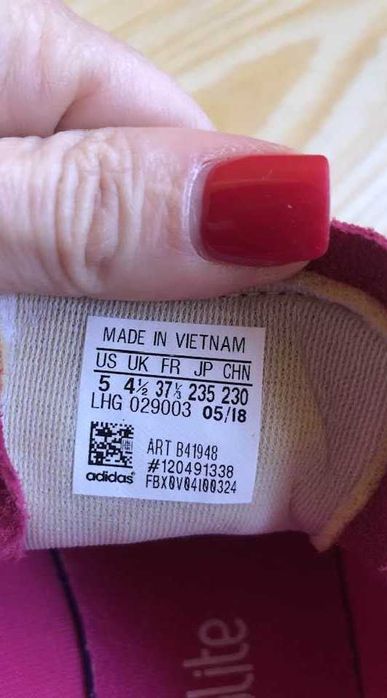 MADE IN VIETNAM
US UK FR JP CHN
5 4½ 37⅓ 235 230
LHG 029003 05/18
ART B41948
#120491338
adidas FBX0V04I00324
lite